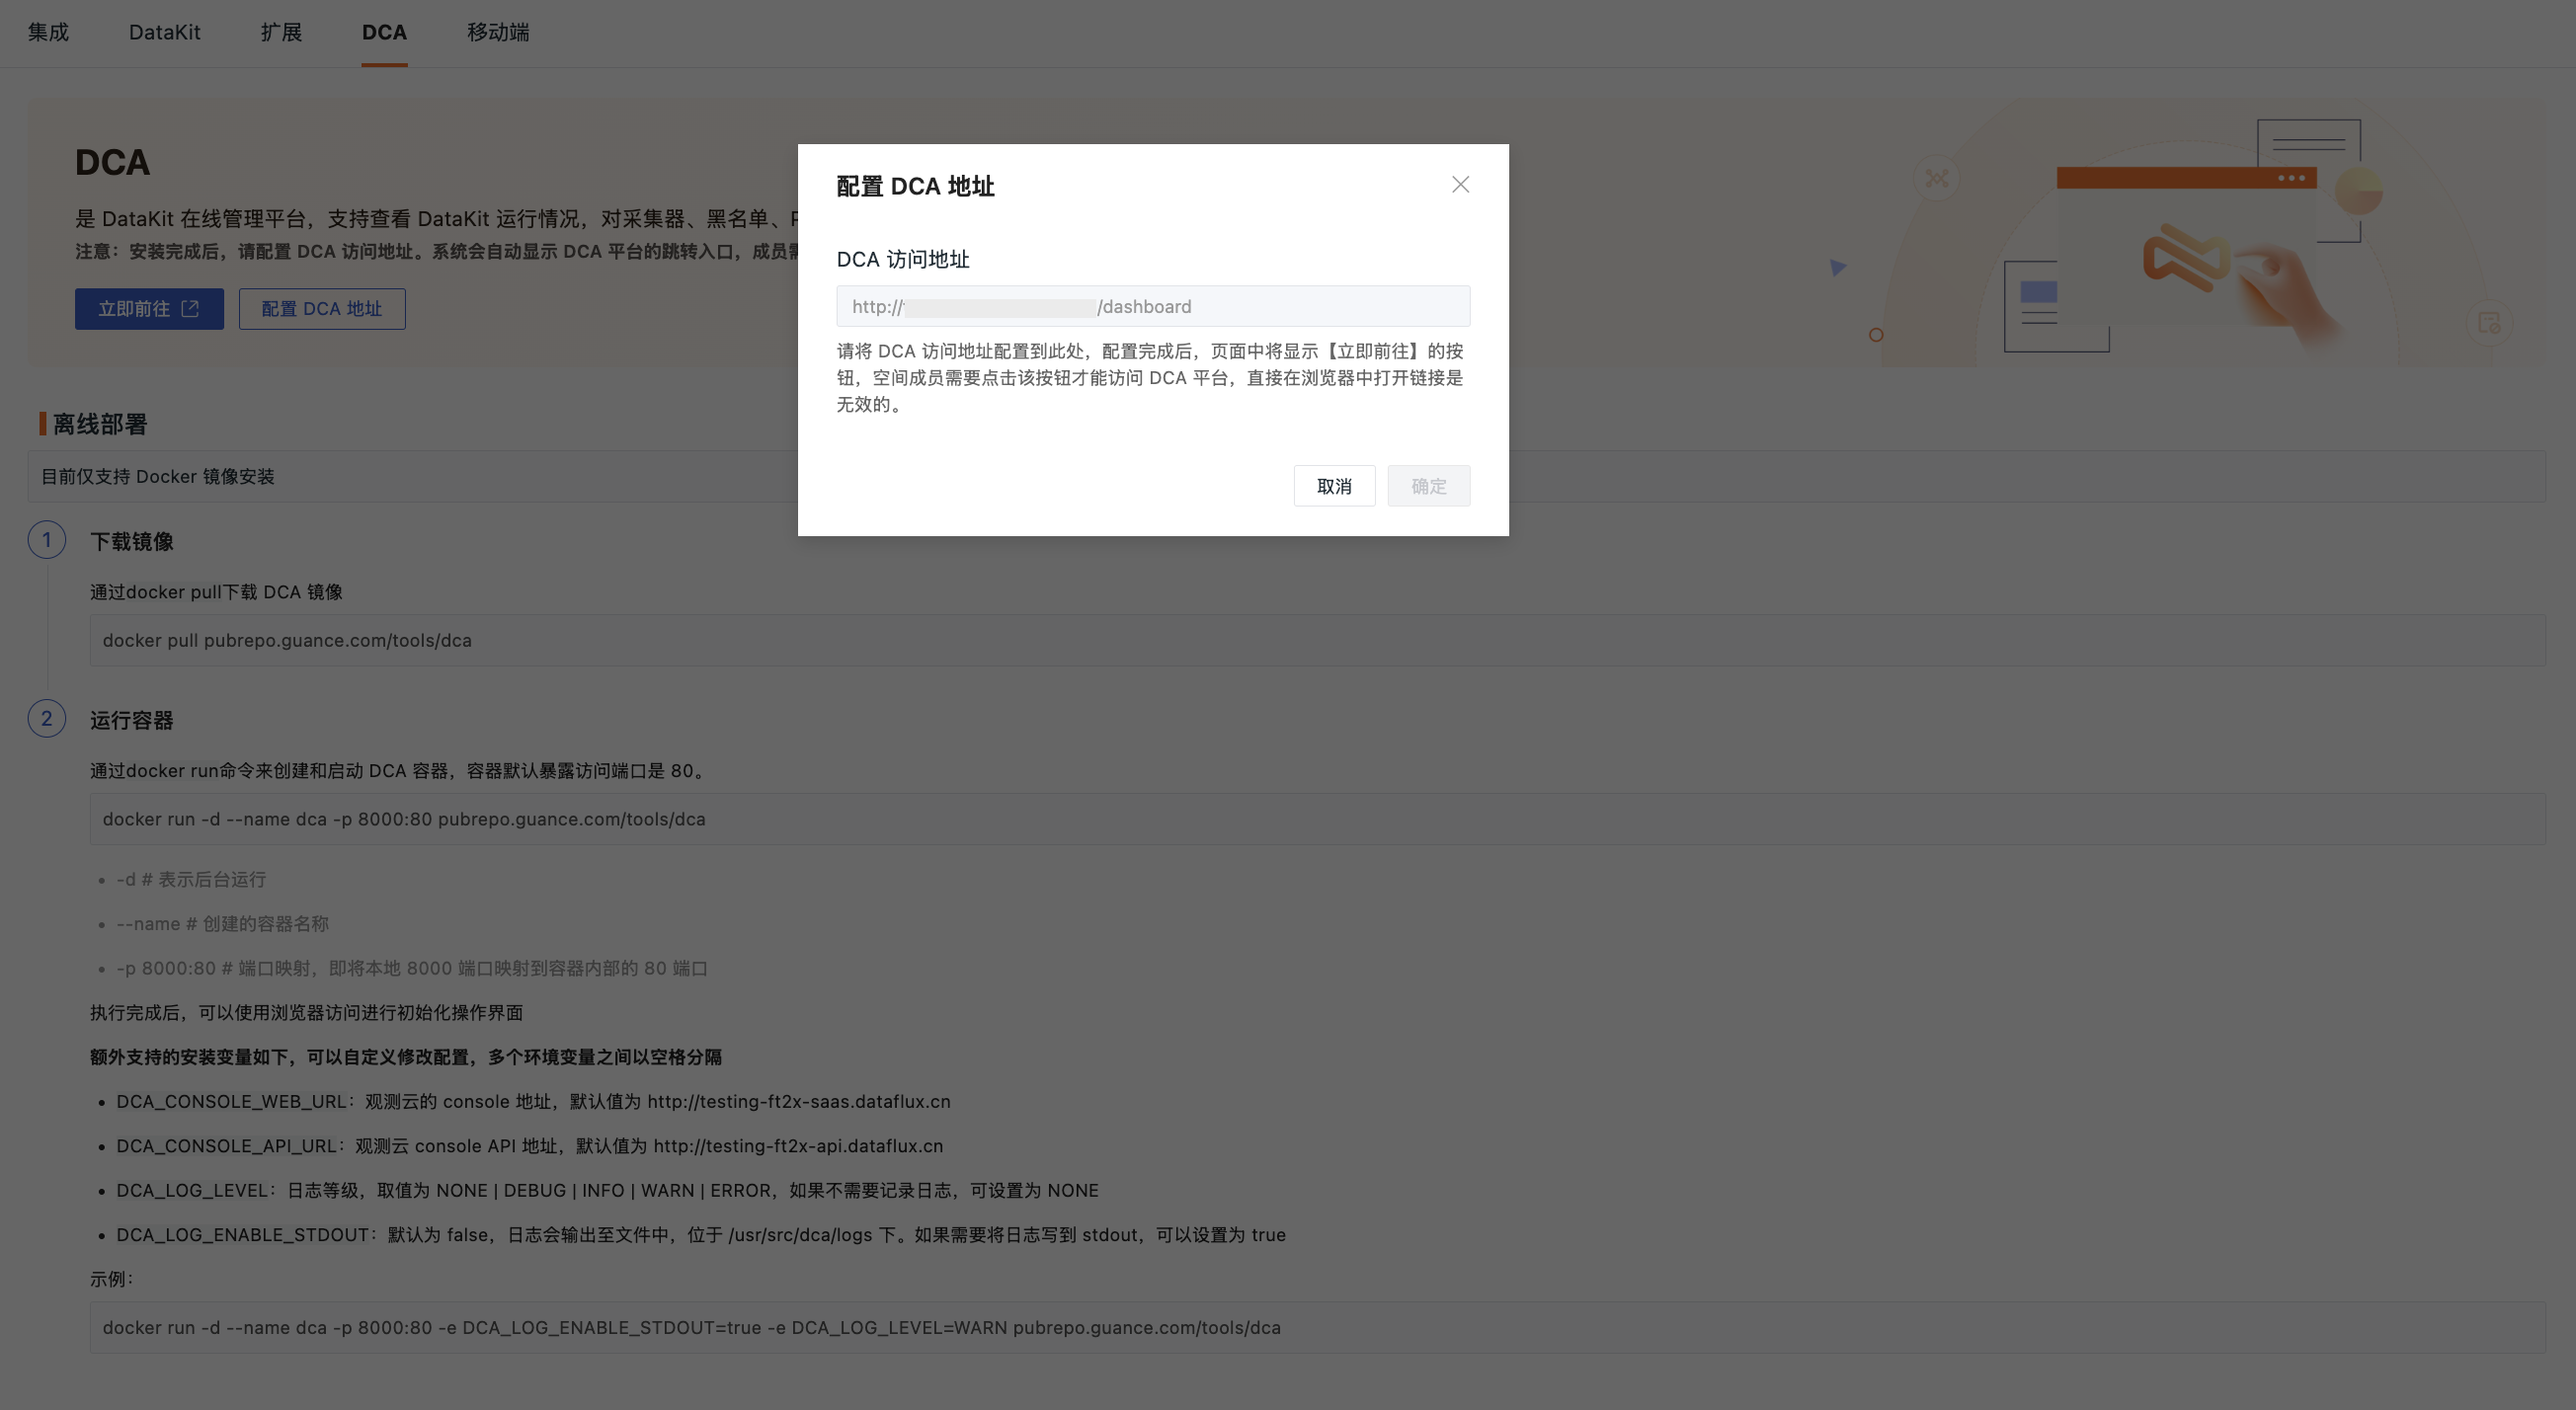 集成 DataKit 扩展 DCA 移动端
DCA
是 DataKit 在线管理平台，支持查看 DataKit 运行情况，对采集器、黑名单、
注意：安装完成后，请配置 DCA 访问地址。系统会自动显示 DCA 平台的跳转入口，成员需
立即前往 配置 DCA 地址
配置 DCA 地址
DCA 访问地址
http:// /dashboard
请将 DCA 访问地址配置到此处，配置完成后，页面中将显示【立即前往】的按
钮，空间成员需要点击该按钮才能访问 DCA 平台，直接在浏览器中打开链接是
无效的。
取消 确定
离线部署
目前仅支持 Docker 镜像安装
1 下载镜像
通过docker pull下载 DCA 镜像
docker pull pubrepo.guance.com/tools/dca
2 运行容器
通过docker run命令来创建和启动 DCA 容器，容器默认暴露访问端口是 80。
docker run -d --name dca -p 8000:80 pubrepo.guance.com/tools/dca
• -d # 表示后台运行
• --name # 创建的容器名称
• -p 8000:80 # 端口映射，即将本地 8000 端口映射到容器内部的 80 端口
执行完成后，可以使用浏览器访问进行初始化操作界面
额外支持的安装变量如下，可以自定义修改配置，多个环境变量之间以空格分隔
• DCA_CONSOLE_WEB_URL：观测云的 console 地址，默认值为 http://testing-ft2x-saas.dataflux.cn
• DCA_CONSOLE_API_URL：观测云 console API 地址，默认值为 http://testing-ft2x-api.dataflux.cn
• DCA_LOG_LEVEL：日志等级，取值为 NONE | DEBUG | INFO | WARN | ERROR，如果不需要记录日志，可设置为 NONE
• DCA_LOG_ENABLE_STDOUT：默认为 false，日志会输出至文件中，位于 /usr/src/dca/logs 下。如果需要将日志写到 stdout，可以设置为 true
示例：
docker run -d --name dca -p 8000:80 -e DCA_LOG_ENABLE_STDOUT=true -e DCA_LOG_LEVEL=WARN pubrepo.guance.com/tools/dca